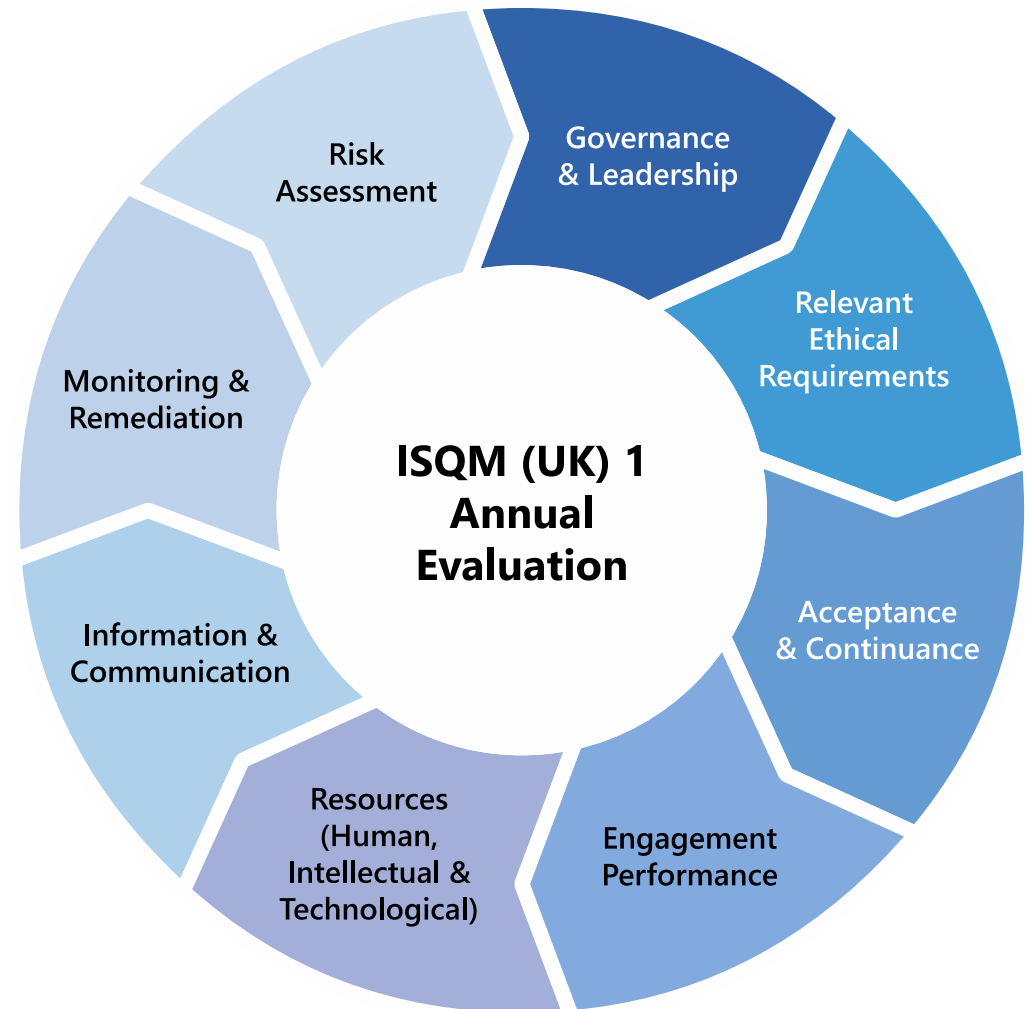 Governance
& Leadership
Relevant
Ethical
Requirements
Acceptance
& Continuance
Engagement
Performance
Resources
(Human,
Intellectual &
Technological)
Information &
Communication
Monitoring &
Remediation
Risk
Assessment
ISQM (UK) 1
Annual
Evaluation